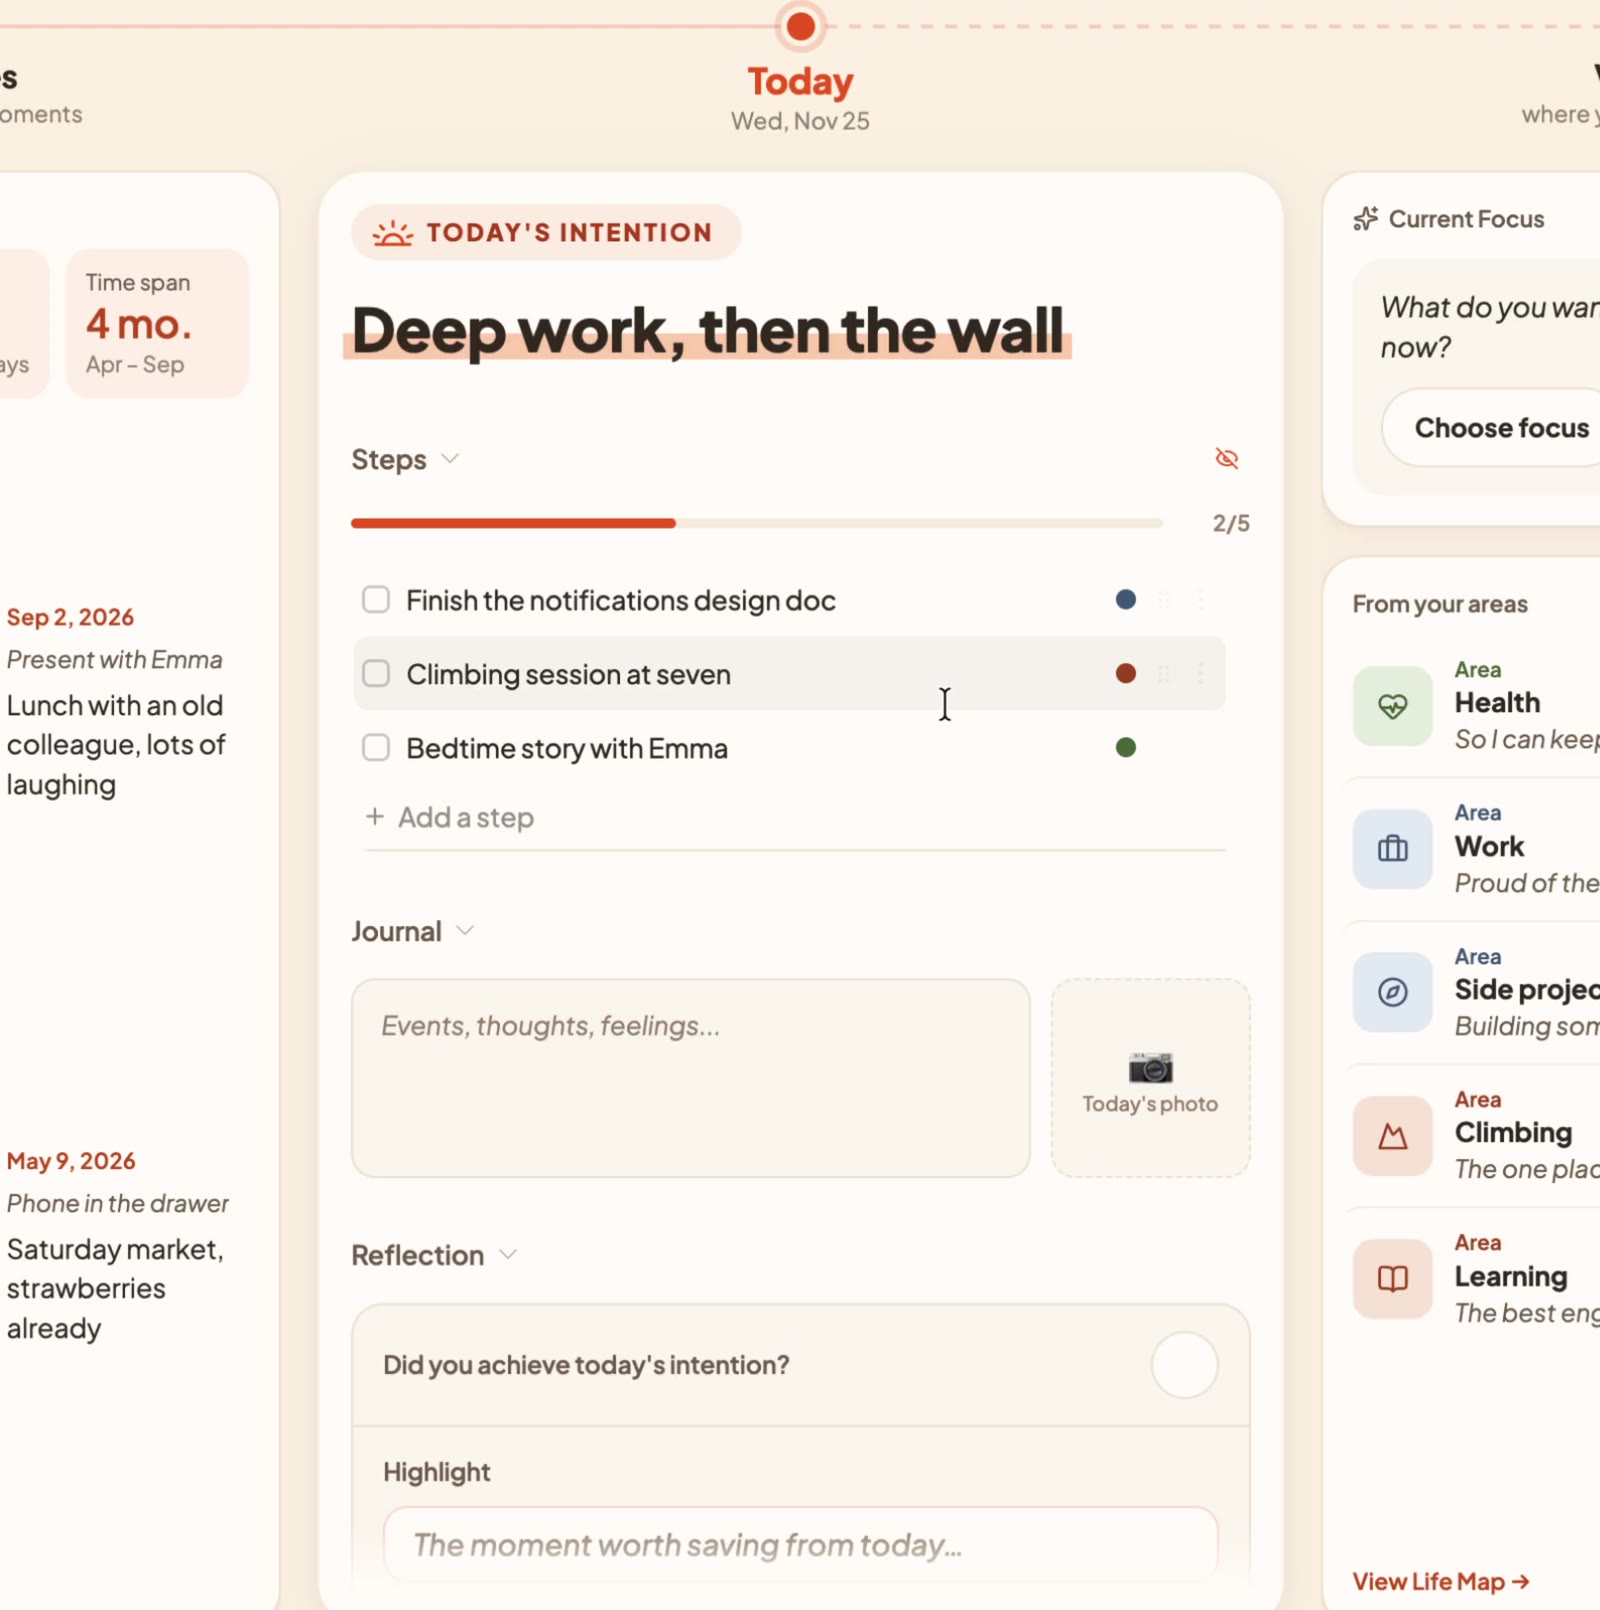 Today
Wed, Nov 25
oments
where y
Time span
4 mo.
Apr – Sep
ays
Sep 2, 2026
Present with Emma
Lunch with an old
colleague, lots of
laughing
May 9, 2026
Phone in the drawer
Saturday market,
strawberries
already
TODAY'S INTENTION
Deep work, then the wall
Steps
2/5
Finish the notifications design doc
Climbing session at seven
Bedtime story with Emma
+ Add a step
Journal
Events, thoughts, feelings...
Today's photo
Reflection
Did you achieve today's intention?
Highlight
The moment worth saving from today...
Current Focus
What do you wan
now?
Choose focus
From your areas
Area
Health
So I can keep
Area
Work
Proud of the
Area
Side projec
Building som
Area
Climbing
The one plac
Area
Learning
The best eng
View Life Map →